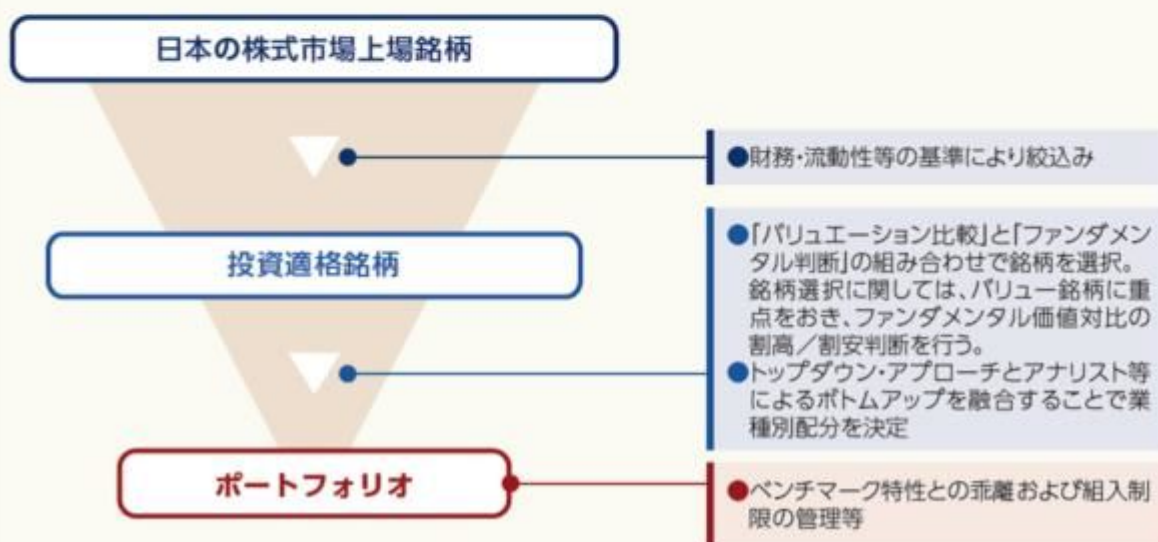 日本の株式市場上場銘柄
●財務・流動性等の基準により絞込み
投資適格銘柄
●「バリュエーション比較」と「ファンダメン
タル判断」の組み合わせで銘柄を選択。
銘柄選択に関しては、バリュー銘柄に重
点をおき、ファンダメンタル価値対比の
割高／割安判断を行う。
●トップダウン・アプローチとアナリスト等
によるボトムアップを融合することで業
種別配分を決定
ポートフォリオ
●ベンチマーク特性との乖離および組入制
限の管理等